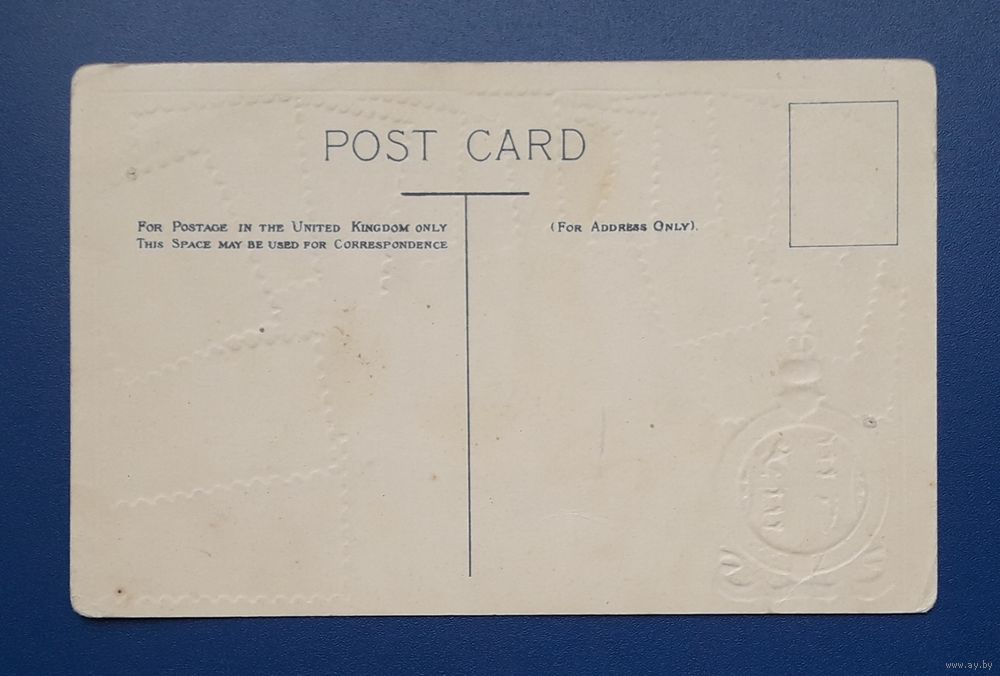 POST CARD
FOR POSTAGE IN THE UNITED KINGDOM ONLY
THIS SPACE MAY BE USED FOR CORRESPONDENCE
(FOR ADDRESS ONLY).
www.ay.by